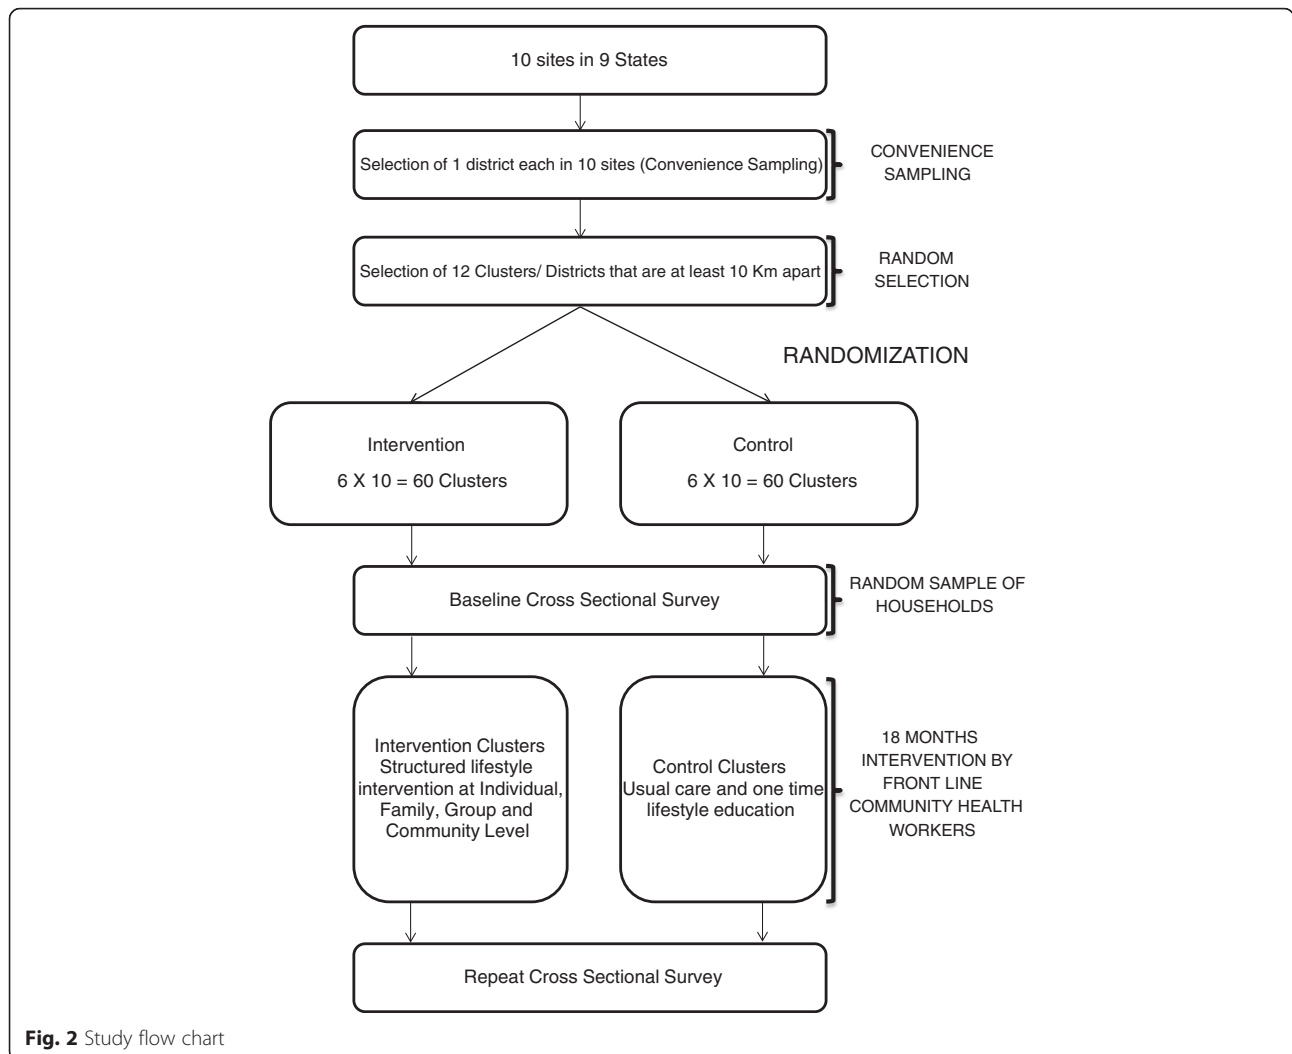 10 sites in 9 States
Selection of 1 district each in 10 sites (Convenience Sampling)
CONVENIENCE
SAMPLING
Selection of 12 Clusters/ Districts that are at least 10 Km apart
RANDOM
SELECTION
RANDOMIZATION
Intervention
6 X 10 = 60 Clusters
Control
6 X 10 = 60 Clusters
Baseline Cross Sectional Survey
RANDOM SAMPLE OF
HOUSEHOLDS
Intervention Clusters
Structured lifestyle
intervention at Individual,
Family, Group and
Community Level
Control Clusters
Usual care and one time
lifestyle education
18 MONTHS
INTERVENTION BY
FRONT LINE
COMMUNITY HEALTH
WORKERS
Repeat Cross Sectional Survey
Fig. 2 Study flow chart